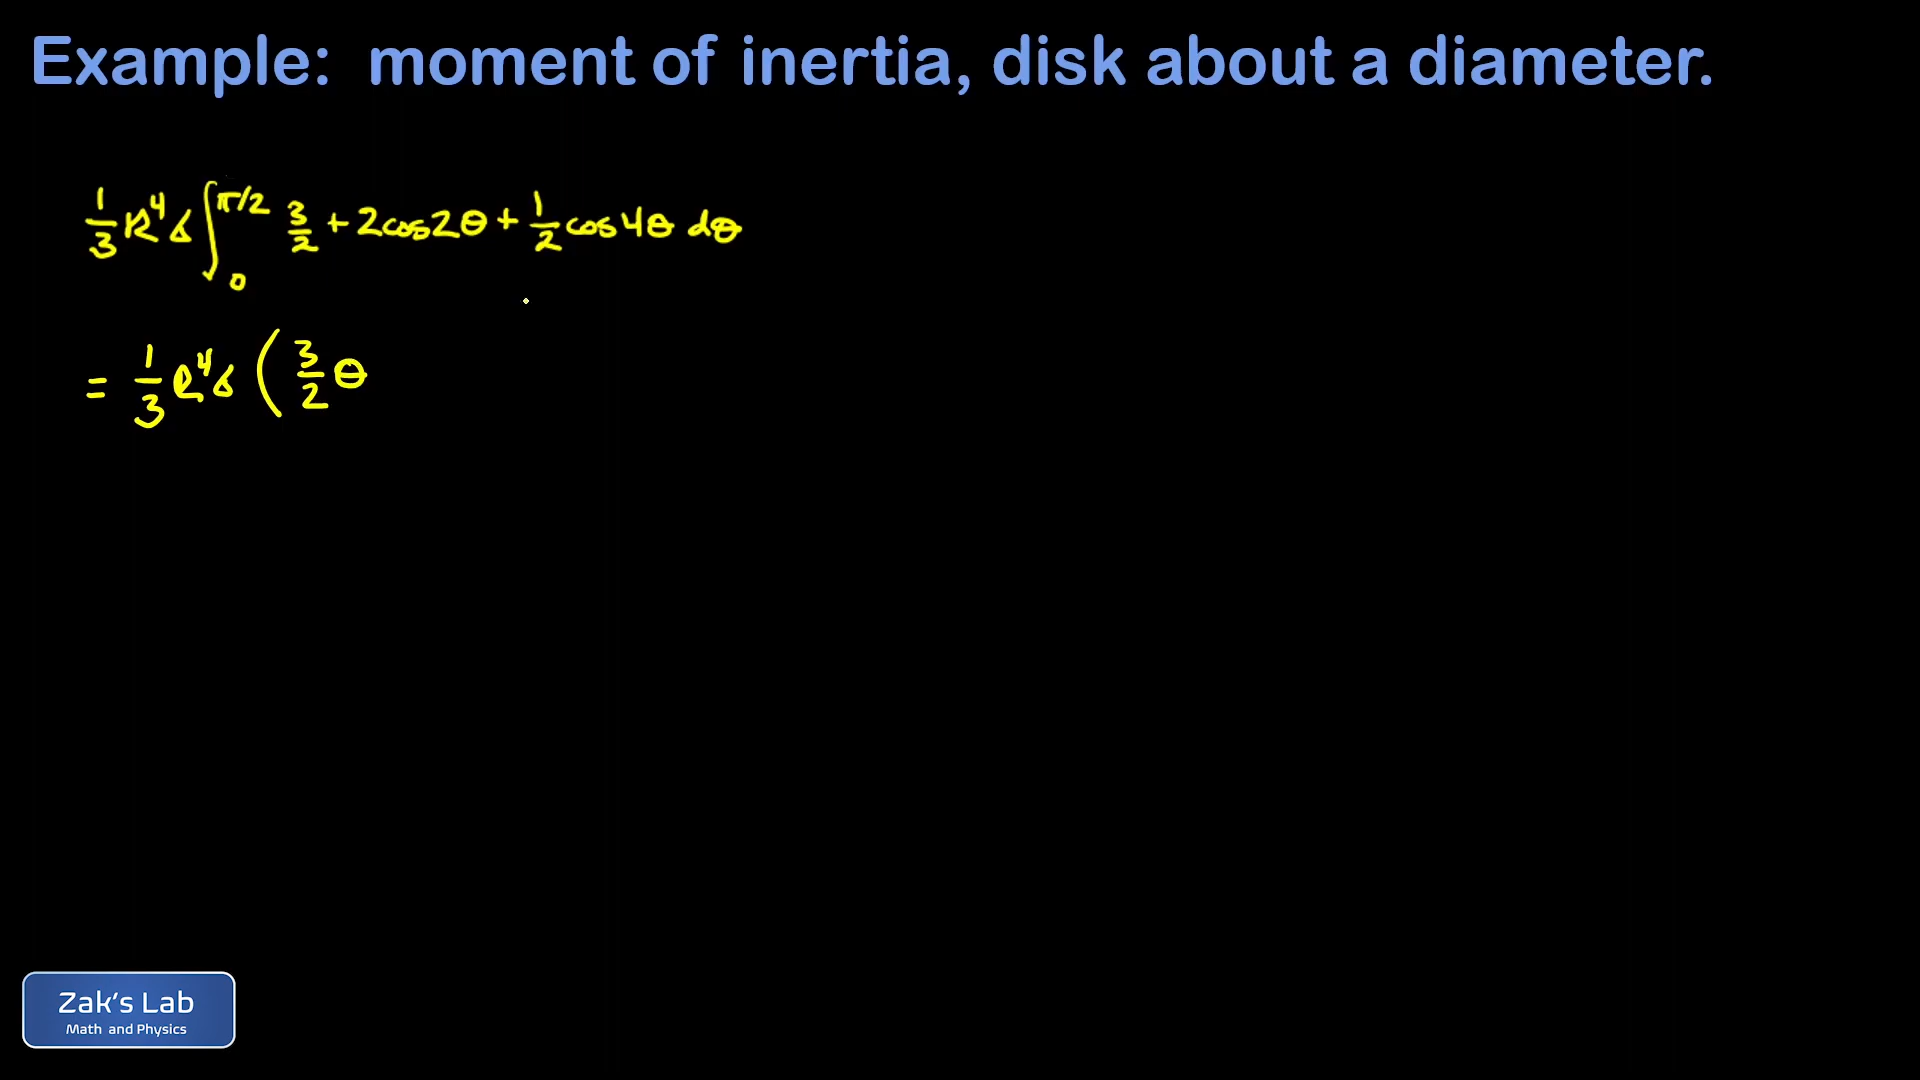 Example: moment of inertia, disk about a diameter.
1/3 R⁴δ ∫₀^π/2 3/2 + 2cos2θ + 1/2 cos4θ dθ
= 1/3 R⁴δ ( 3/2 θ
Zak's Lab
Math and Physics